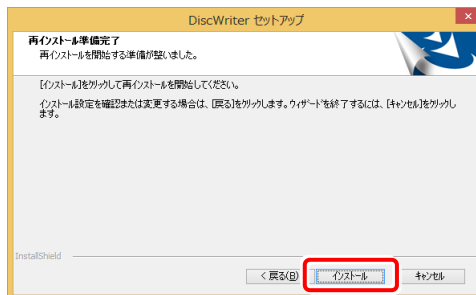 DiscWriter セットアップ
再インストール準備完了
再インストールを開始する準備が整いました。
[インストール]をクリックして再インストールを開始してください。
インストール設定を確認または変更する場合は、[戻る]をクリックします。ウィザードを終了するには、[キャンセル]をクリックし
ます。
InstallShield
< 戻る(B)
インストール
キャンセル